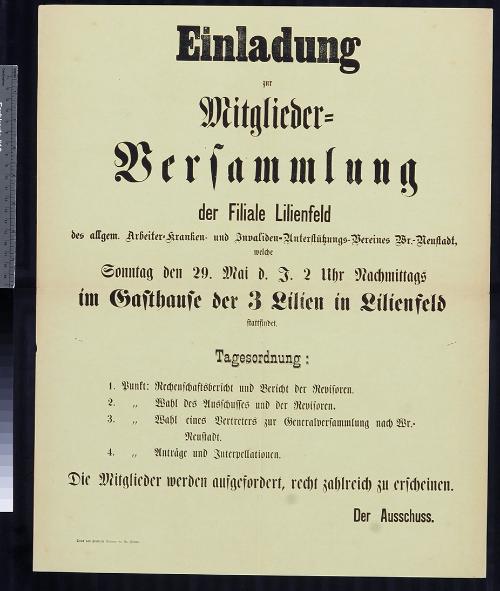 Einladung
zur
Mitglieder-
Versammlung
der Filiale Lilienfeld
des allgem. Arbeiter-Kranken- und Invaliden-Unterstützungs-Vereines Wr.-Neustadt,
welche
Sonntag den 29. Mai d. J. 2 Uhr Nachmittags
im Gasthause der 3 Lilien in Lilienfeld
stattfindet.
Tagesordnung:
1. Punkt: Rechenschaftsbericht und Bericht der Revisoren.
2. „ Wahl des Ausschusses und der Revisoren.
3. „ Wahl eines Vertreters zur Generalversammlung nach Wr.-
Neustadt.
4. „ Anträge und Interpellationen.
Die Mitglieder werden aufgefordert, recht zahlreich zu erscheinen.
Der Ausschuss.